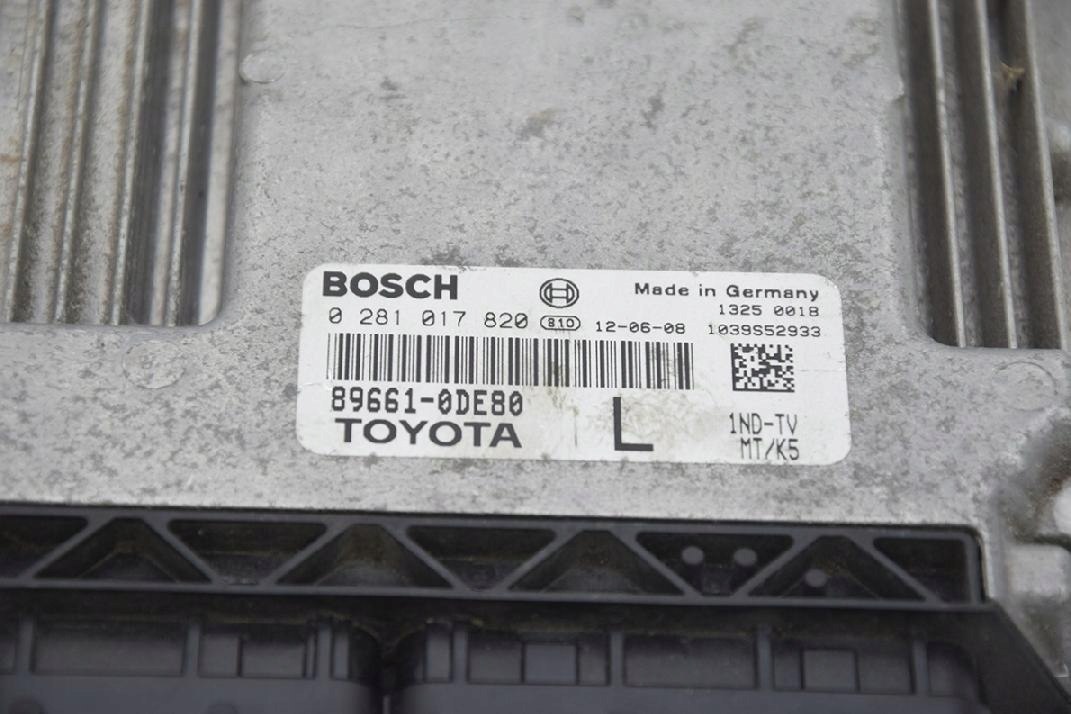 BOSCH Made in Germany
1325 0018
0 281 017 820 810 12-06-08 1039S52933
89661-0DE80
TOYOTA L 1ND-TV
MT/K5